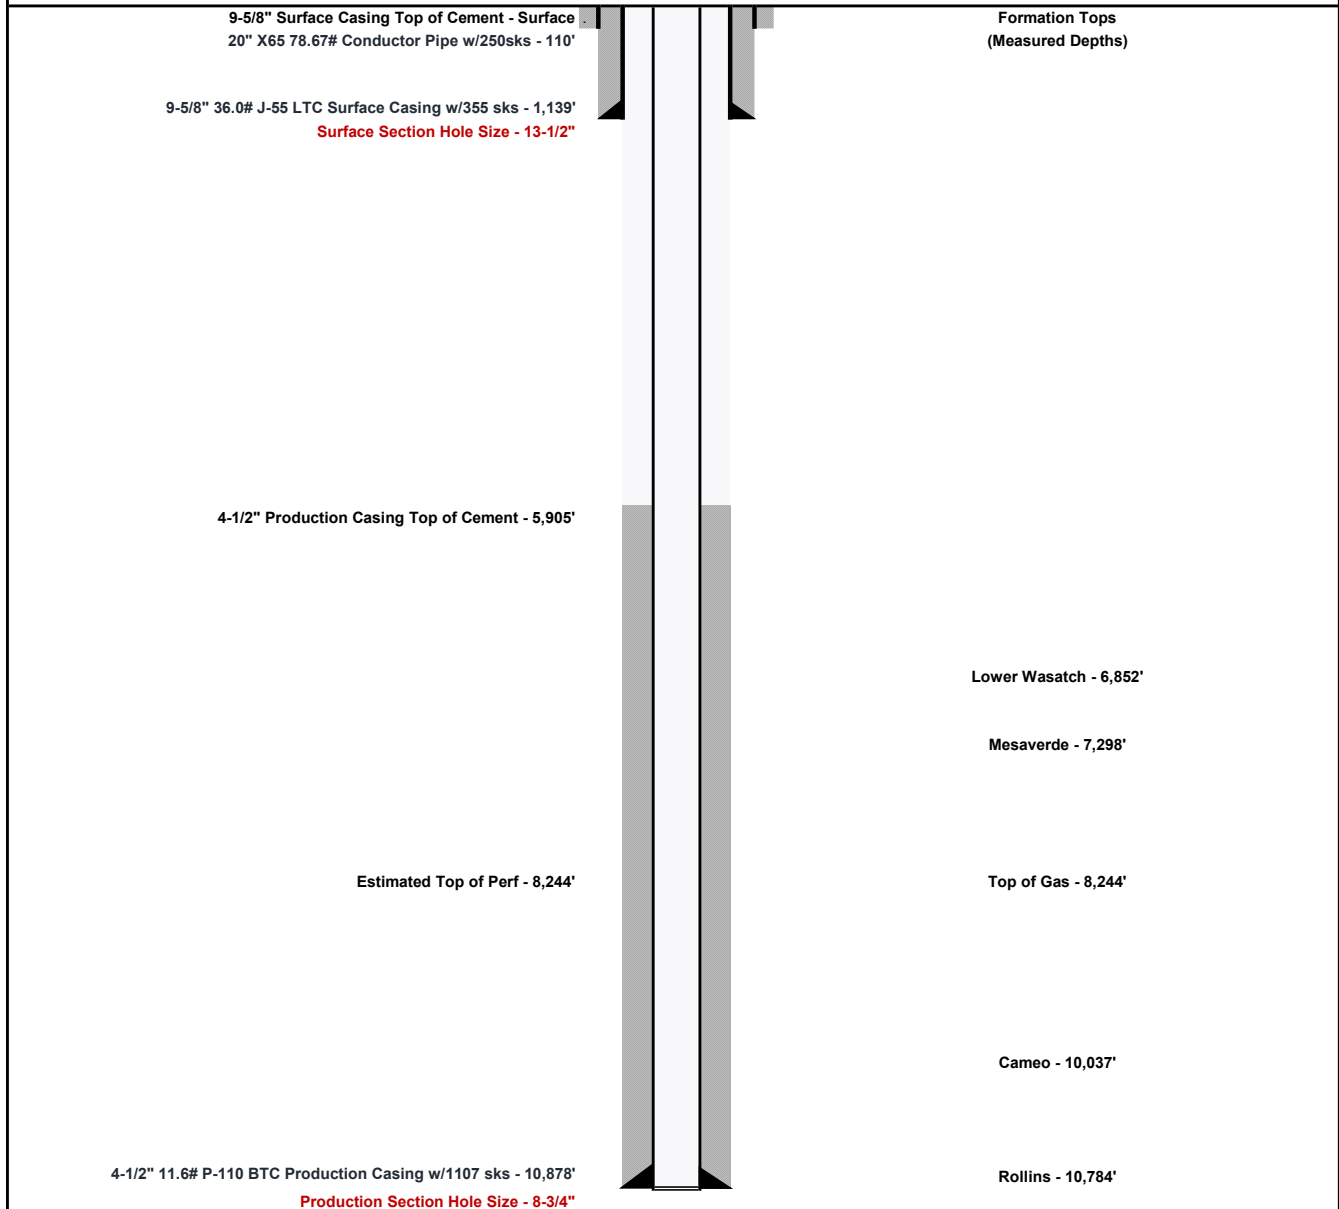 9-5/8" Surface Casing Top of Cement - Surface
20" X65 78.67# Conductor Pipe w/250sks - 110'
9-5/8" 36.0# J-55 LTC Surface Casing w/355 sks - 1,139'
Surface Section Hole Size - 13-1/2"
4-1/2" Production Casing Top of Cement - 5,905'
Estimated Top of Perf - 8,244'
4-1/2" 11.6# P-110 BTC Production Casing w/1107 sks - 10,878'
Production Section Hole Size - 8-3/4"
Formation Tops
(Measured Depths)
Lower Wasatch - 6,852'
Mesaverde - 7,298'
Top of Gas - 8,244'
Cameo - 10,037'
Rollins - 10,784'